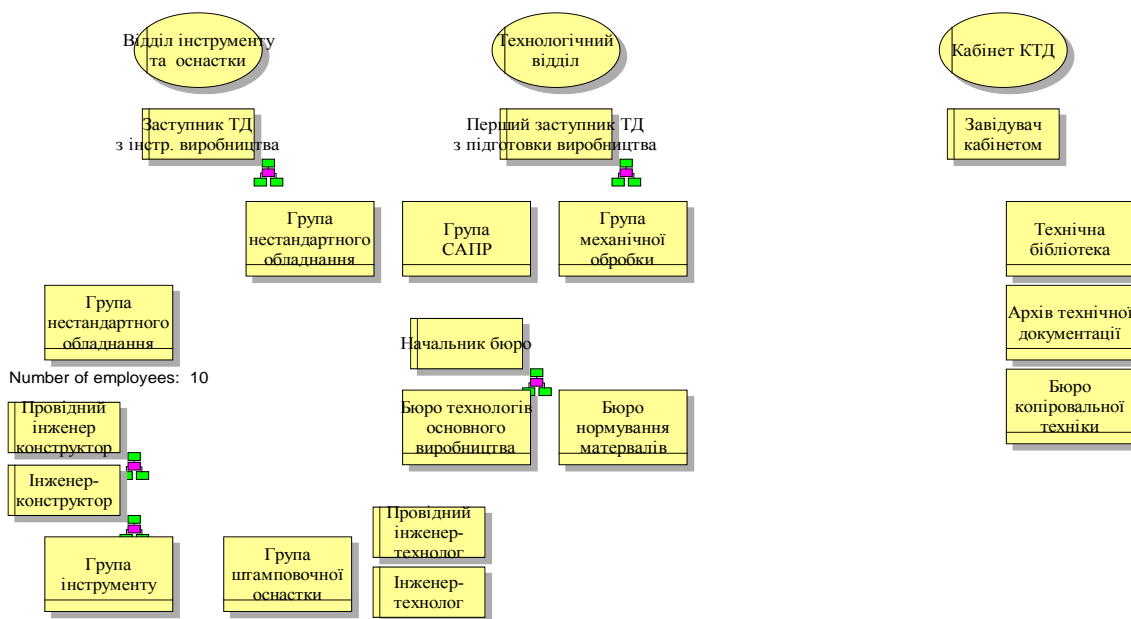 Відділ інструменту
та оснастки
Технологічний
відділ
Кабінет КТД
Заступник ТД
з інстр. виробництва
Перший заступник ТД
з підготовки виробництва
Завідувач
кабінетом
Група
нестандартного
обладнання
Група
САПР
Група
механічної
обробки
Технічна
бібліотека
Група
нестандартного
обладнання
Number of employees: 10
Начальник бюро
Архів технічної
документації
Провідний
інженер
конструктор
Інженер-
конструктор
Бюро технологів
основного
виробництва
Бюро
нормування
матервалів
Бюро
копіровальної
техніки
Група
інструменту
Група
штамповочної
оснастки
Провідний
інженер-
технолог
Інженер-
технолог